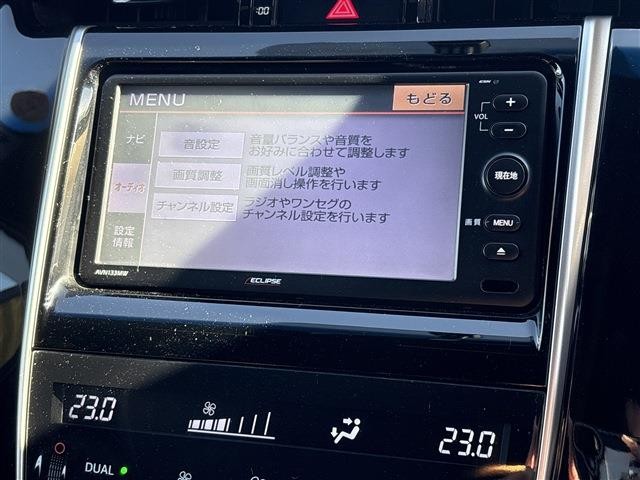 :00
MENU
もどる
ナビ
音設定
音量バランスや音質を
お好みに合わせて調整します
オーディオ
画質調整
画質レベル調整や
画面消し操作を行います
チャンネル設定
ラジオやワンセグの
チャンネル設定を行います
設定
情報
AVN133MW
ECLIPSE
+
VOL
−
現在地
画質 MENU
23.0
23.0
DUAL